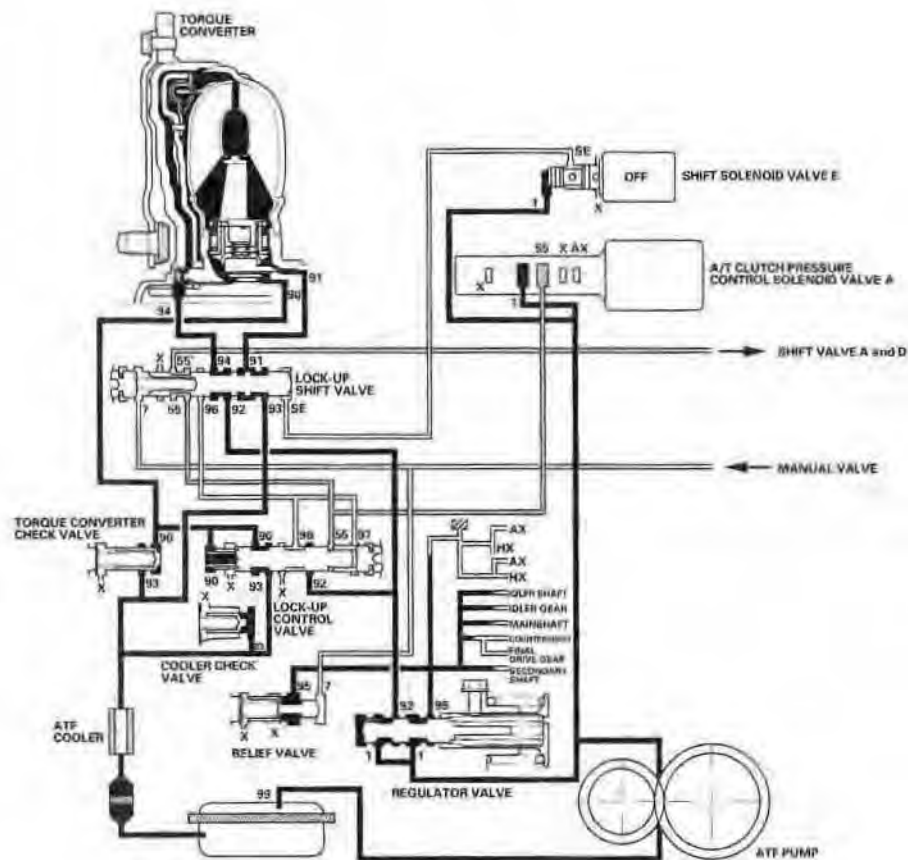 TORQUE
CONVERTER
SE
OFF
SHIFT SOLENOID VALVE E
1
X
55
X AX
91
90
A/T CLUTCH PRESSURE
CONTROL SOLENOID VALVE A
X
1
94
X
55
94
91
SHIFT VALVE A and D
LOCK-UP
SHIFT VALVE
7
55
96
92
93
SE
MANUAL VALVE
TORQUE CONVERTER
CHECK VALVE
90
90
98
55
97
AX
HX
AX
HX
93
90
X
93
X
92
X
X
LOCK-UP
CONTROL
VALVE
IDLER SHAFT
IDLER GEAR
MAINSHAFT
FINAL
DRIVE GEAR
SECONDARY
SHAFT
COOLER CHECK
VALVE
95
7
ATF
COOLER
92
95
X
X
RELIEF VALVE
1
1
REGULATOR VALVE
99
ATF PUMP